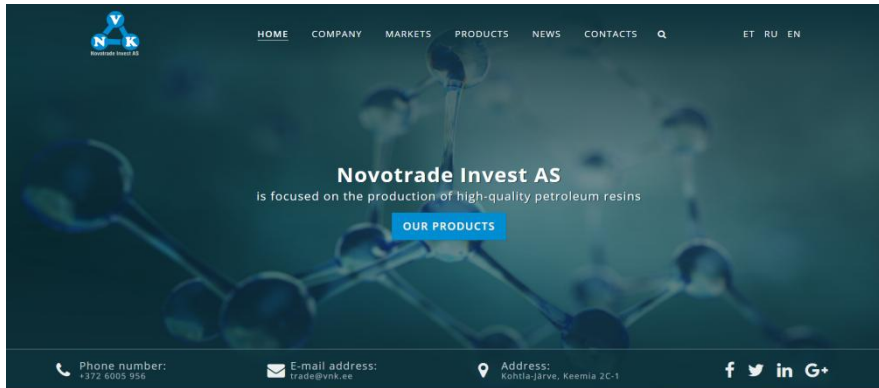 V
N K
Novotrade Invest AS
HOME COMPANY MARKETS PRODUCTS NEWS CONTACTS
ET RU EN
Novotrade Invest AS
is focused on the production of high-quality petroleum resins
OUR PRODUCTS
Phone number:
+372 6005 956
E-mail address:
trade@vnk.ee
Address:
Kohtla-Järve, Keemia 2C-1
f in G+